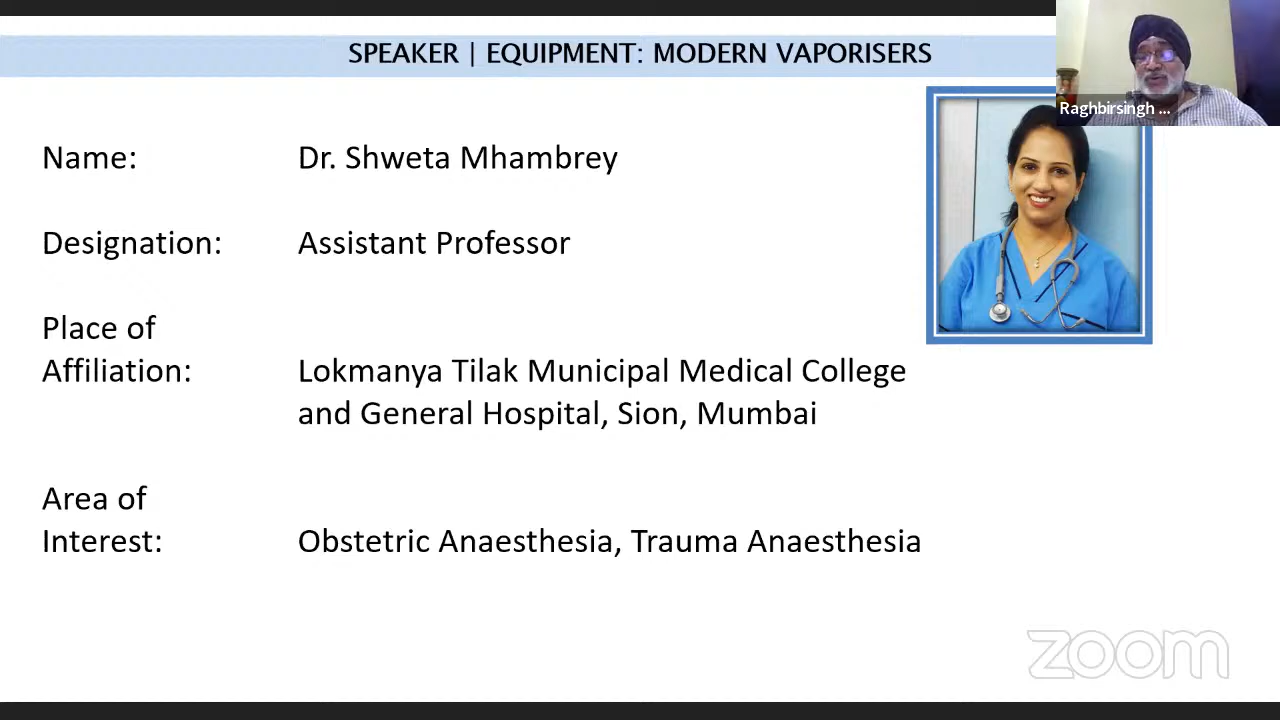 SPEAKER | EQUIPMENT: MODERN VAPORISERS
Raghbirsingh ...
Name: Dr. Shweta Mhambrey
Designation: Assistant Professor
Place of
Affiliation: Lokmanya Tilak Municipal Medical College
and General Hospital, Sion, Mumbai
Area of
Interest: Obstetric Anaesthesia, Trauma Anaesthesia
zoom